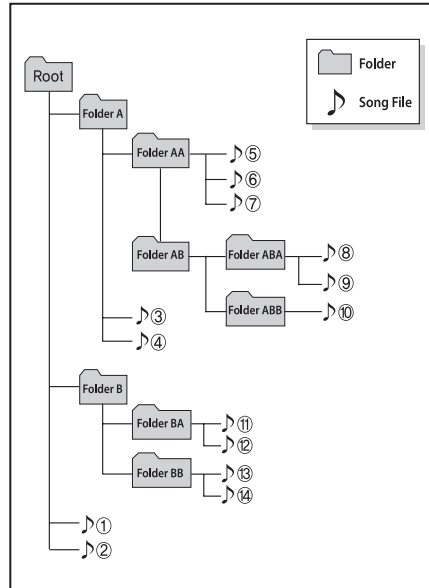 Root
Folder
Song File
Folder A
Folder AA
⑤
⑥
⑦
Folder AB
Folder ABA
⑧
⑨
Folder ABB
⑩
③
④
Folder B
Folder BA
⑪
⑫
Folder BB
⑬
⑭
①
②